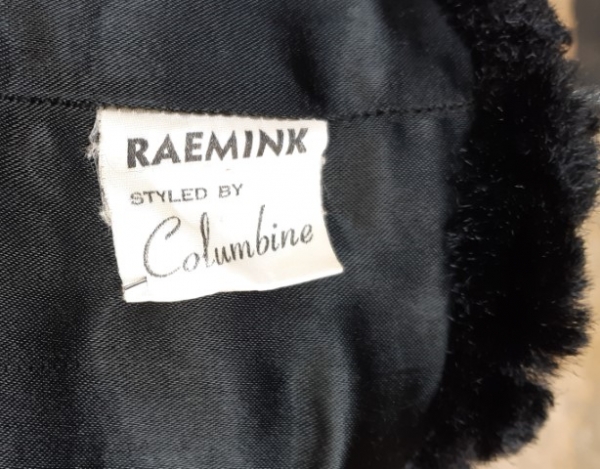 RAEMINK
STYLED BY
Columbine